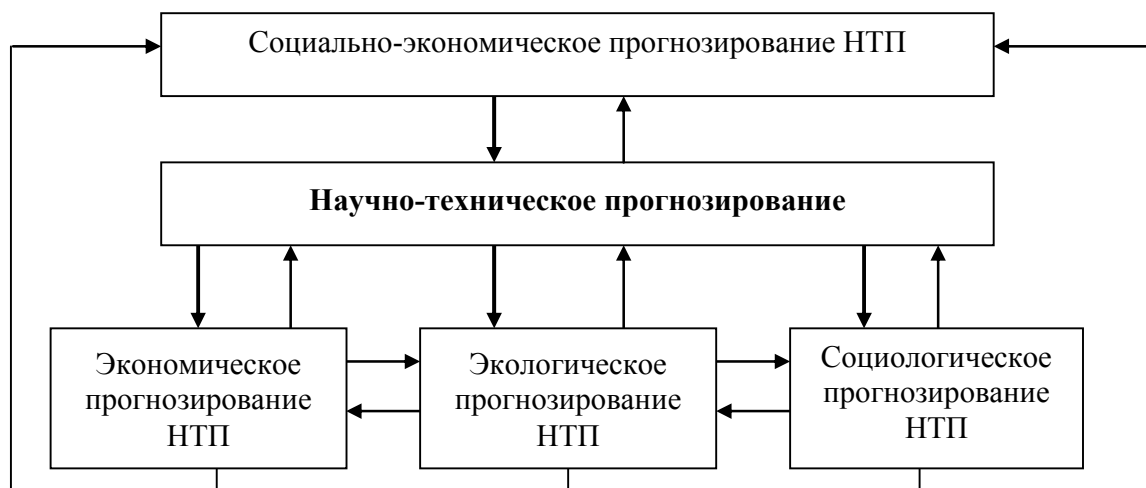 Социально-экономическое прогнозирование НТП
Научно-техническое прогнозирование
Экономическое
прогнозирование
НТП
Экологическое
прогнозирование
НТП
Социологическое
прогнозирование
НТП